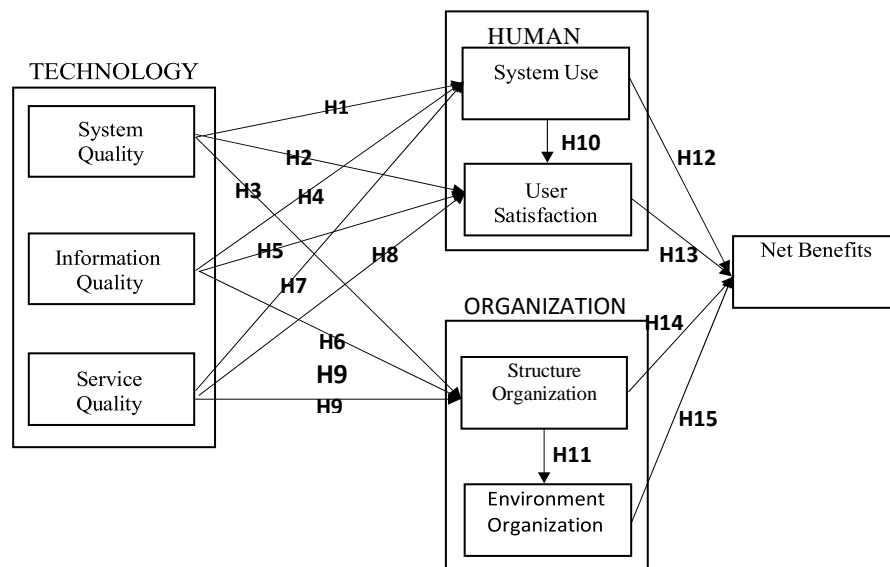 TECHNOLOGY
System
Quality
Information
Quality
Service
Quality
H1
H2
H3
H4
H5
H8
H7
H6
H9
H9
HUMAN
System Use
H10
User
Satisfaction
ORGANIZATION
Structure
Organization
H11
Environment
Organization
H12
H13
H14
H15
Net Benefits